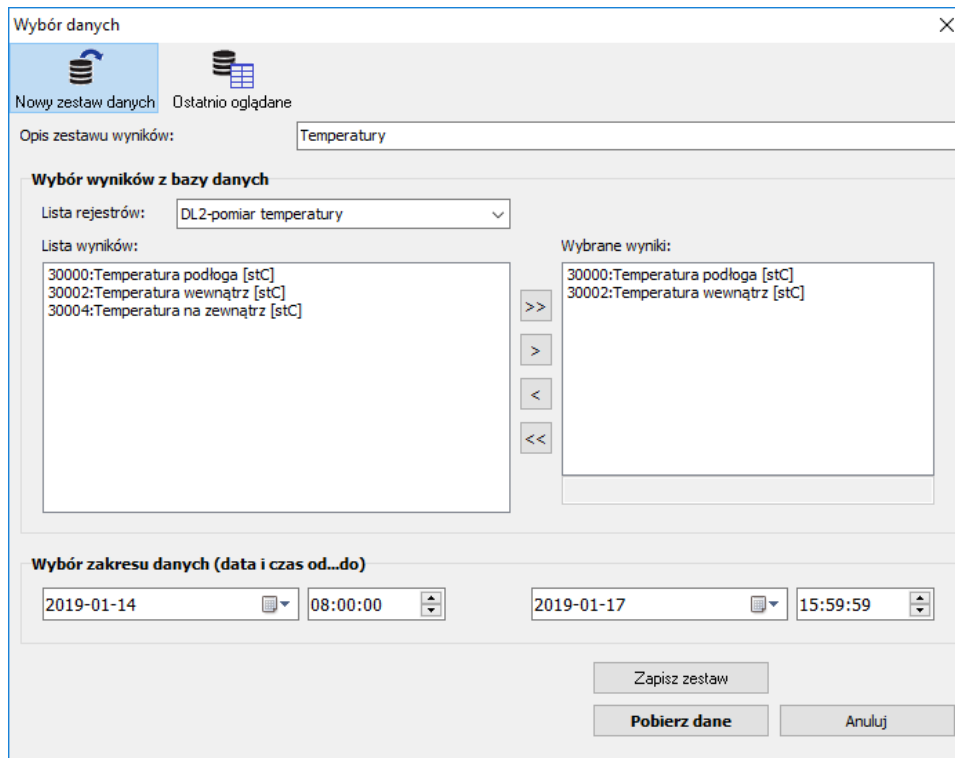 Wybór danych
Nowy zestaw danych Ostatnio oglądane
Opis zestawu wyników: Temperatury
Wybór wyników z bazy danych
Lista rejestrów: DL2-pomiar temperatury
Lista wyników:
30000:Temperatura podłoga [stC]
30002:Temperatura wewnątrz [stC]
30004:Temperatura na zewnątrz [stC]
>>
>
<
<<
Wybrane wyniki:
30000:Temperatura podłoga [stC]
30002:Temperatura wewnątrz [stC]
Wybór zakresu danych (data i czas od...do)
2019-01-14 08:00:00 2019-01-17 15:59:59
Zapisz zestaw
Pobierz dane Anuluj